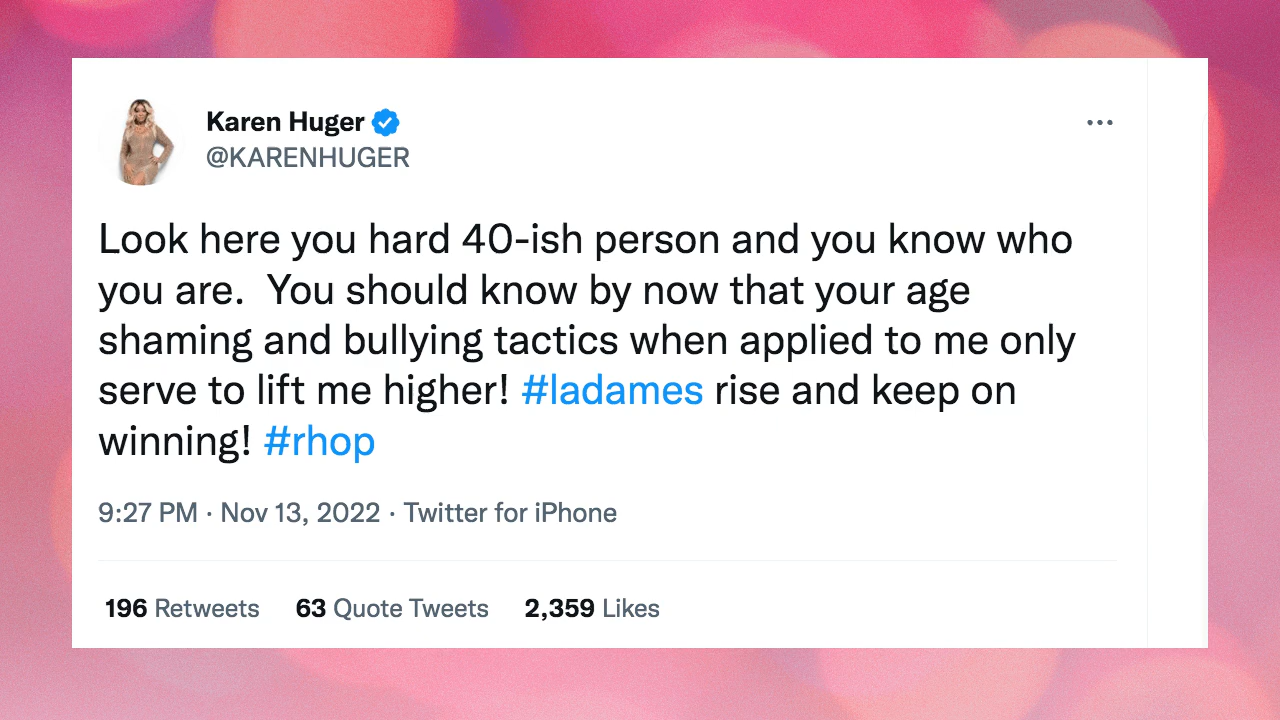 Karen Huger
@KARENHUGER
Look here you hard 40-ish person and you know who
you are.  You should know by now that your age
shaming and bullying tactics when applied to me only
serve to lift me higher! #ladames rise and keep on
winning! #rhop
9:27 PM · Nov 13, 2022 · Twitter for iPhone
196 Retweets 63 Quote Tweets 2,359 Likes